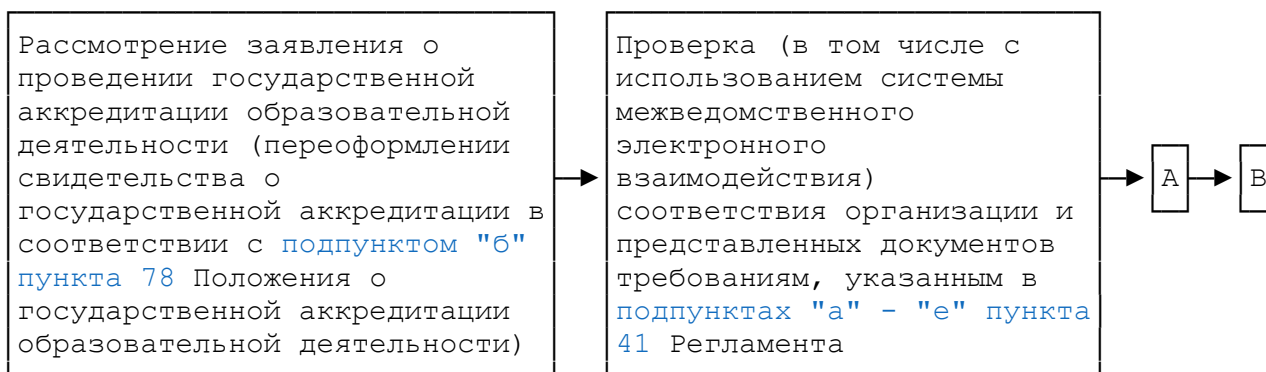 Рассмотрение заявления о
проведении государственной
аккредитации образовательной
деятельности (переоформлении
свидетельства о
государственной аккредитации в
соответствии с подпунктом "б"
пункта 78 Положения о
государственной аккредитации
образовательной деятельности)
Проверка (в том числе с
использованием системы
межведомственного
электронного
взаимодействия)
соответствия организации и
представленных документов
требованиям, указанным в
подпунктах "а" - "е" пункта
41 Регламента
А
В